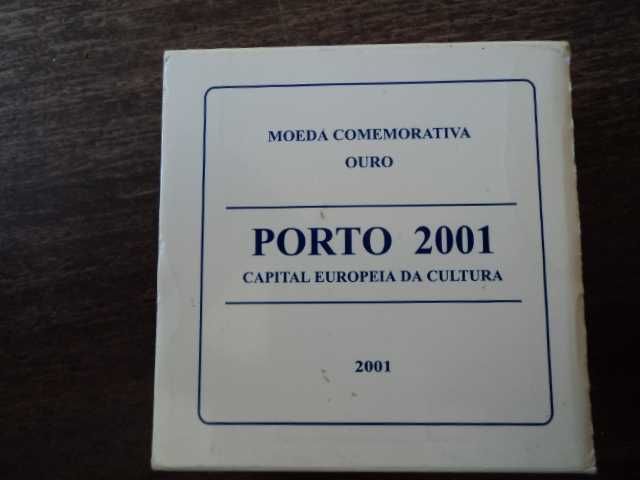 MOEDA COMEMORATIVA
OURO
PORTO 2001
CAPITAL EUROPEIA DA CULTURA
2001